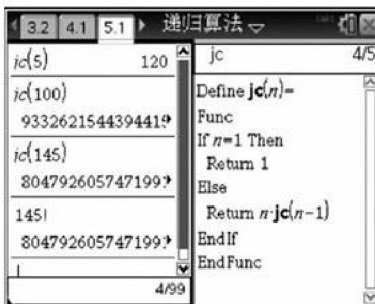 3.2 4.1 5.1 递归算法
jc(5) 120
jc(100)
9332621544394415
jc(145)
804792605747199
145!
804792605747199
4/99
jc 4/5
Define jc(n)=
Func
If n=1 Then
Return 1
Else
Return n·jc(n-1)
EndIf
EndFunc